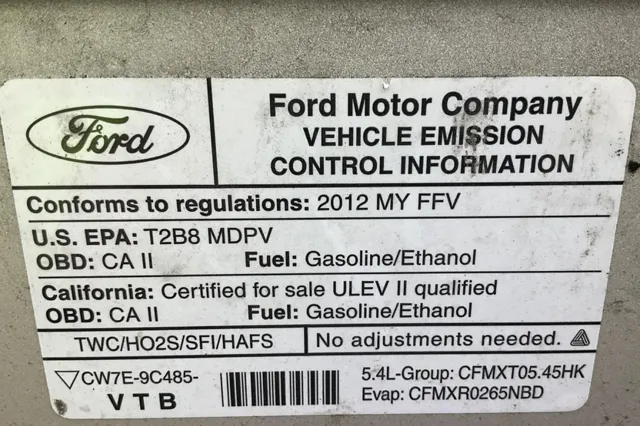 Ford
Ford Motor Company
VEHICLE EMISSION
CONTROL INFORMATION
Conforms to regulations: 2012 MY FFV
U.S. EPA: T2B8 MDPV
OBD: CA II Fuel: Gasoline/Ethanol
California: Certified for sale ULEV II qualified
OBD: CA II Fuel: Gasoline/Ethanol
TWC/HO2S/SFI/HAFS No adjustments needed.
CW7E-9C485- 5.4L-Group: CFMXT05.45HK
VTB Evap: CFMXR0265NBD